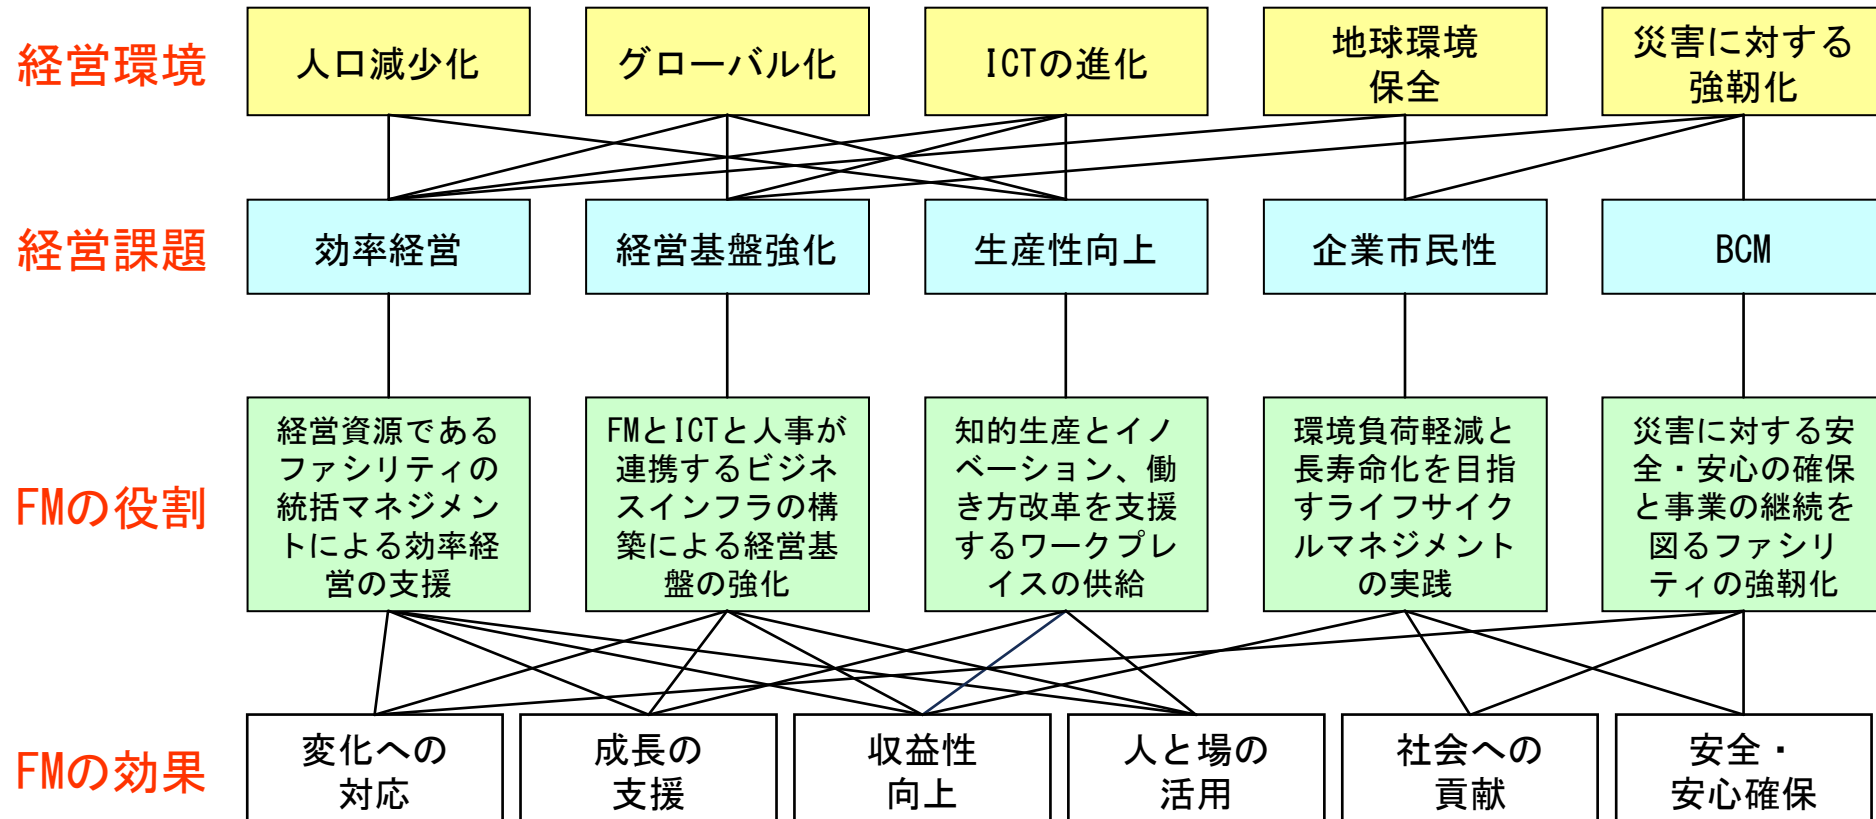 経営環境
人口減少化
グローバル化
ICTの進化
地球環境
保全
災害に対する
強靭化
経営課題
効率経営
経営基盤強化
生産性向上
企業市民性
BCM
FMの役割
経営資源である
ファシリティの
統括マネジメン
トによる効率経
営の支援
FMとICTと人事が
連携するビジネ
スインフラの構
築による経営基
盤の強化
知的生産とイノ
ベーション、働
き方改革を支援
するワークプレ
イスの供給
環境負荷軽減と
長寿命化を目指
すライフサイク
ルマネジメント
の実践
災害に対する安
全・安心の確保
と事業の継続を
図るファシリ
ティの強靭化
FMの効果
変化への
対応
成長の
支援
収益性
向上
人と場の
活用
社会への
貢献
安全・
安心確保